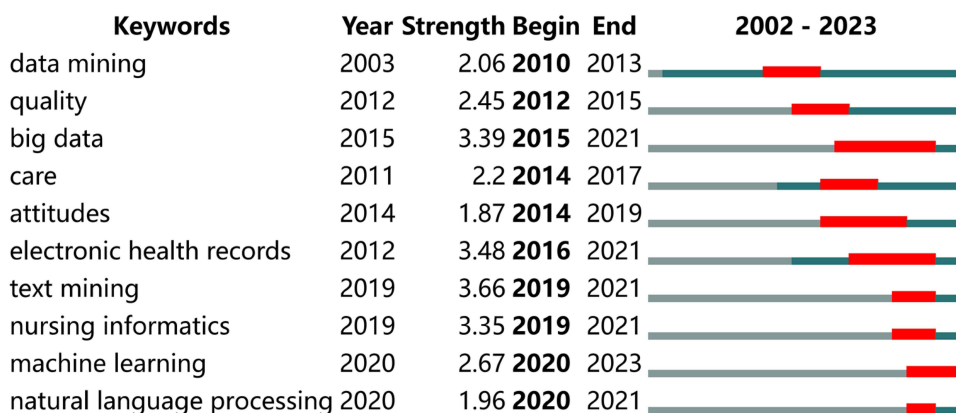 Keywords Year Strength Begin End 2002 - 2023
data mining 2003 2.06 2010 2013
quality 2012 2.45 2012 2015
big data 2015 3.39 2015 2021
care 2011 2.2 2014 2017
attitudes 2014 1.87 2014 2019
electronic health records 2012 3.48 2016 2021
text mining 2019 3.66 2019 2021
nursing informatics 2019 3.35 2019 2021
machine learning 2020 2.67 2020 2023
natural language processing 2020 1.96 2020 2021